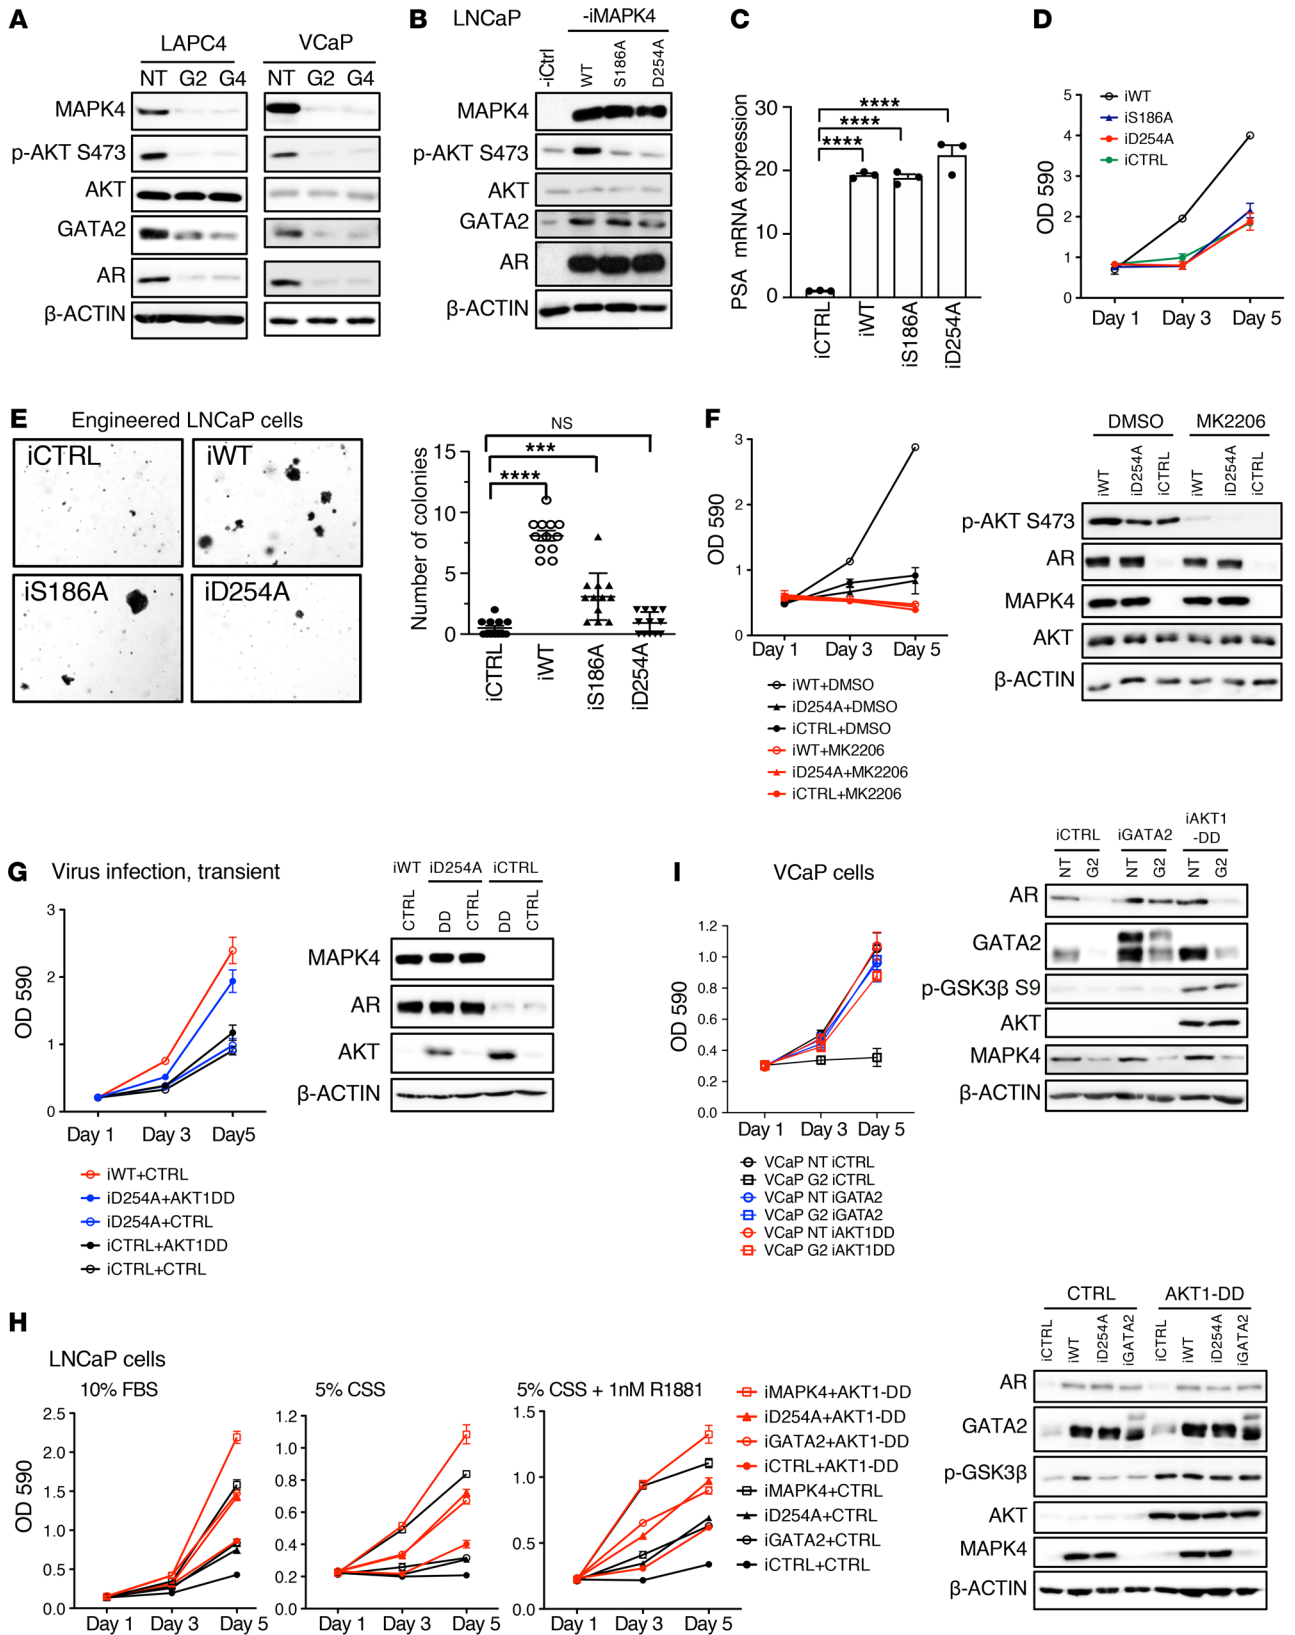 A
LAPC4 VCaP
NT G2 G4 NT G2 G4
MAPK4
p-AKT S473
AKT
GATA2
AR
β-ACTIN
B
LNCaP -iMAPK4
-iCtrl WT S186A D254A
MAPK4
p-AKT S473
AKT
GATA2
AR
β-ACTIN
C
PSA mRNA expression
30
20
10
0
****
****
****
iCTRL iWT iS186A iD254A
D
OD 590
5
4
3
2
1
0
iWT
iS186A
iD254A
iCTRL
Day 1 Day 3 Day 5
E
Engineered LNCaP cells
iCTRL iWT
iS186A iD254A
Number of colonies
15
10
5
0
NS
***
****
iCTRL iWT iS186A iD254A
F
OD 590
3
2
1
0
Day 1 Day 3 Day 5
iWT+DMSO
iD254A+DMSO
iCTRL+DMSO
iWT+MK2206
iD254A+MK2206
iCTRL+MK2206
DMSO MK2206
iWT iD254A iCTRL iWT iD254A iCTRL
p-AKT S473
AR
MAPK4
AKT
β-ACTIN
G
Virus infection, transient
OD 590
3
2
1
0
Day 1 Day 3 Day5
iWT+CTRL
iD254A+AKT1DD
iD254A+CTRL
iCTRL+AKT1DD
iCTRL+CTRL
iWT iD254A iCTRL
CTRL DD CTRL DD CTRL
MAPK4
AR
AKT
β-ACTIN
I
VCaP cells
OD 590
1.2
1.0
0.8
0.6
0.4
0.2
0.0
Day 1 Day 3 Day 5
VCaP NT iCTRL
VCaP G2 iCTRL
VCaP NT iGATA2
VCaP G2 iGATA2
VCaP NT iAKT1DD
VCaP G2 iAKT1DD
iCTRL iGATA2 iAKT1
-DD
NT G2 NT G2 NT G2
AR
GATA2
p-GSK3β S9
AKT
MAPK4
β-ACTIN
H
LNCaP cells
10% FBS 5% CSS 5% CSS + 1nM R1881
OD 590
2.5
2.0
1.5
1.0
0.5
0.0
Day 1 Day 3 Day 5
1.2
1.0
0.8
0.6
0.4
0.2
0.0
Day 1 Day 3 Day 5
1.5
1.0
0.5
0.0
Day 1 Day 3 Day 5
iMAPK4+AKT1-DD
iD254A+AKT1-DD
iGATA2+AKT1-DD
iCTRL+AKT1-DD
iMAPK4+CTRL
iD254A+CTRL
iGATA2+CTRL
iCTRL+CTRL
CTRL AKT1-DD
iCTRL iWT iD254A iGATA2 iCTRL iWT iD254A iGATA2
AR
GATA2
p-GSK3β
AKT
MAPK4
β-ACTIN